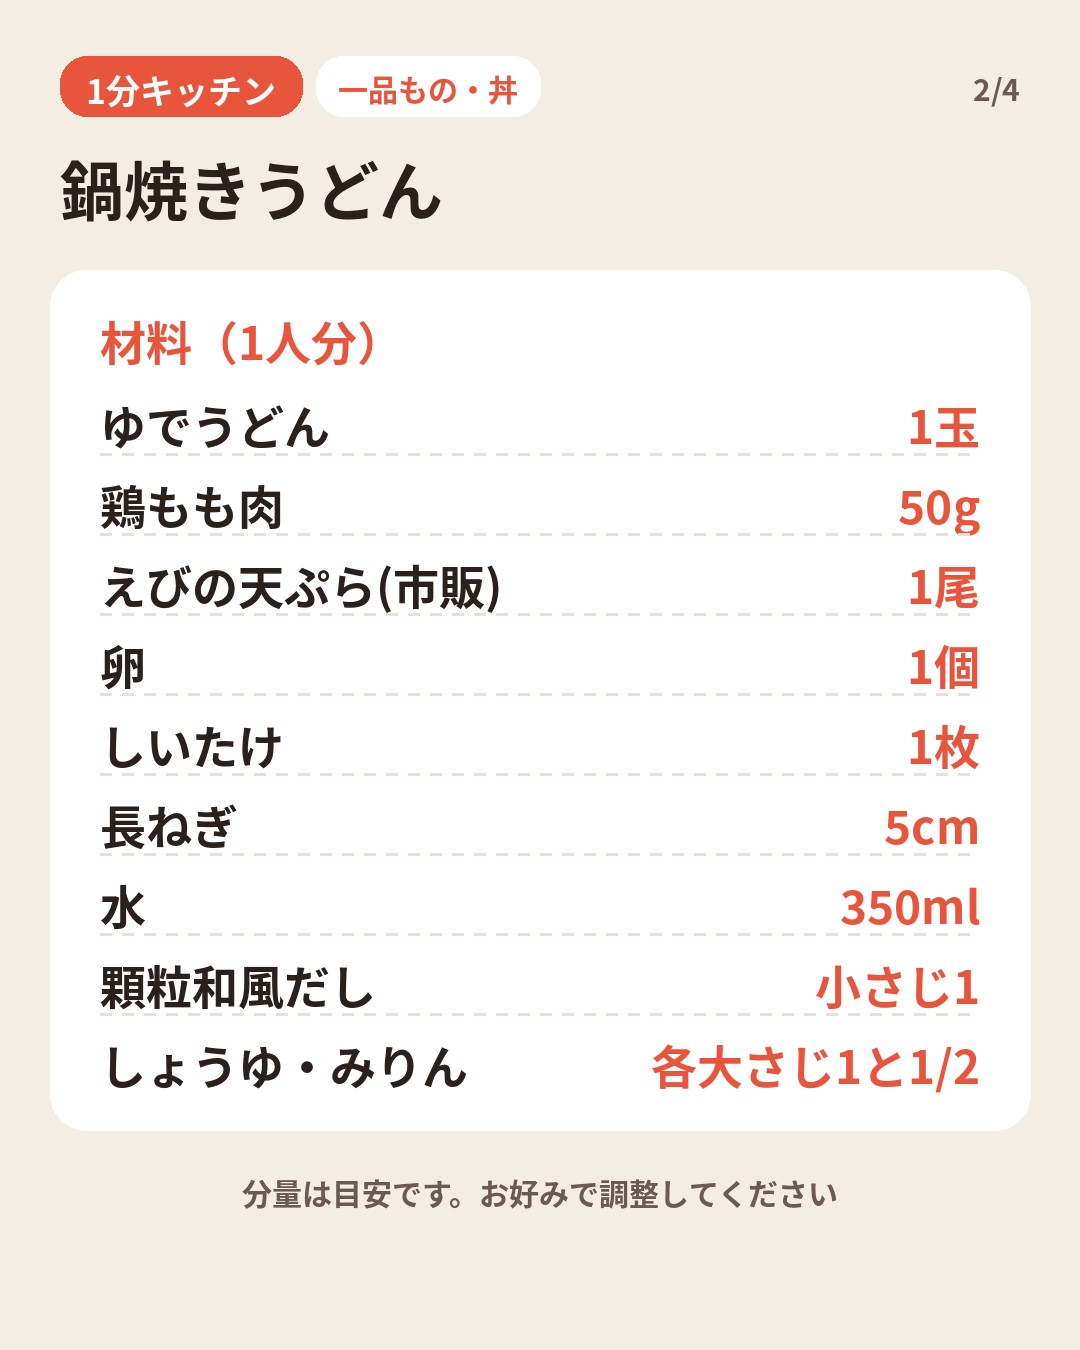 1分キッチン 一品もの・丼 2/4
鍋焼きうどん
材料（1人分）
ゆでうどん 1玉
鶏もも肉 50g
えびの天ぷら(市販) 1尾
卵 1個
しいたけ 1枚
長ねぎ 5cm
水 350ml
顆粒和風だし 小さじ1
しょうゆ・みりん 各大さじ1と1/2
分量は目安です。お好みで調整してください